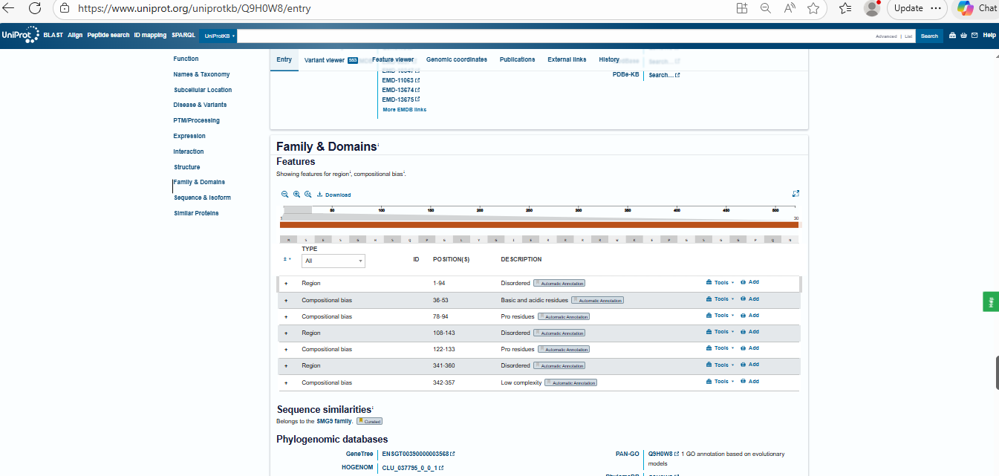 https://www.uniprot.org/uniprotkb/Q9H0W8/entry
Update
Chat
UniProt BLAST Align Peptide search ID mapping SPARQL UniProtKB Advanced | List Search Help
Function
Names & Taxonomy
Subcellular Location
Disease & Variants
PTM/Processing
Expression
Interaction
Structure
Family & Domains
Sequence & Isoform
Similar Proteins
Entry Variant viewer 553 Feature viewer Genomic coordinates Publications External links History
EMD-11063
EMD-13674
EMD-13675
More EMDB links
PDBe-KB Search...
Family & Domains
Features
Showing features for region, compositional bias.
Download
50 100 150 200 250 300 350 400 450 500
1 30
TYPE
All ID POSITION(S) DESCRIPTION
+ Region 1-94 Disordered Automatic Annotation Tools Add
+ Compositional bias 36-53 Basic and acidic residues Automatic Annotation Tools Add
+ Compositional bias 78-94 Pro residues Automatic Annotation Tools Add
+ Region 108-143 Disordered Automatic Annotation Tools Add
+ Compositional bias 122-133 Pro residues Automatic Annotation Tools Add
+ Region 341-360 Disordered Automatic Annotation Tools Add
+ Compositional bias 342-357 Low complexity Automatic Annotation Tools Add
Sequence similarities
Belongs to the SMG9 family. Curated
Phylogenomic databases
GeneTree ENSGT00390000003568
HOGENOM CLU_037795_0_0_1
PAN-GO Q9H0W8 1 GO annotation based on evolutionary
models
Help